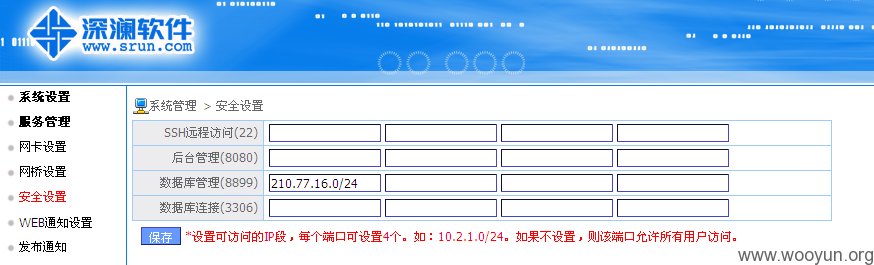 深澜软件
www.srun.com
系统设置
服务管理
网卡设置
网桥设置
安全设置
WEB通知设置
发布通知
系统管理 > 安全设置
SSH远程访问(22)
后台管理(8080)
数据库管理(8899) 210.77.16.0/24
数据库连接(3306)
保存 *设置可访问的IP段，每个端口可设置4个。如：10.2.1.0/24。如果不设置，则该端口允许所有用户访问。
www.wooyun.org